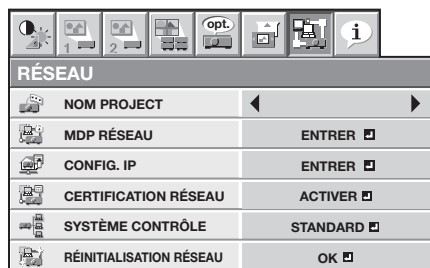 1 2 opt. i
RÉSEAU
NOM PROJECT
MDP RÉSEAU ENTRER
CONFIG. IP ENTRER
CERTIFICATION RÉSEAU ACTIVER
SYSTÈME CONTRÔLE STANDARD
RÉINITIALISATION RÉSEAU OK